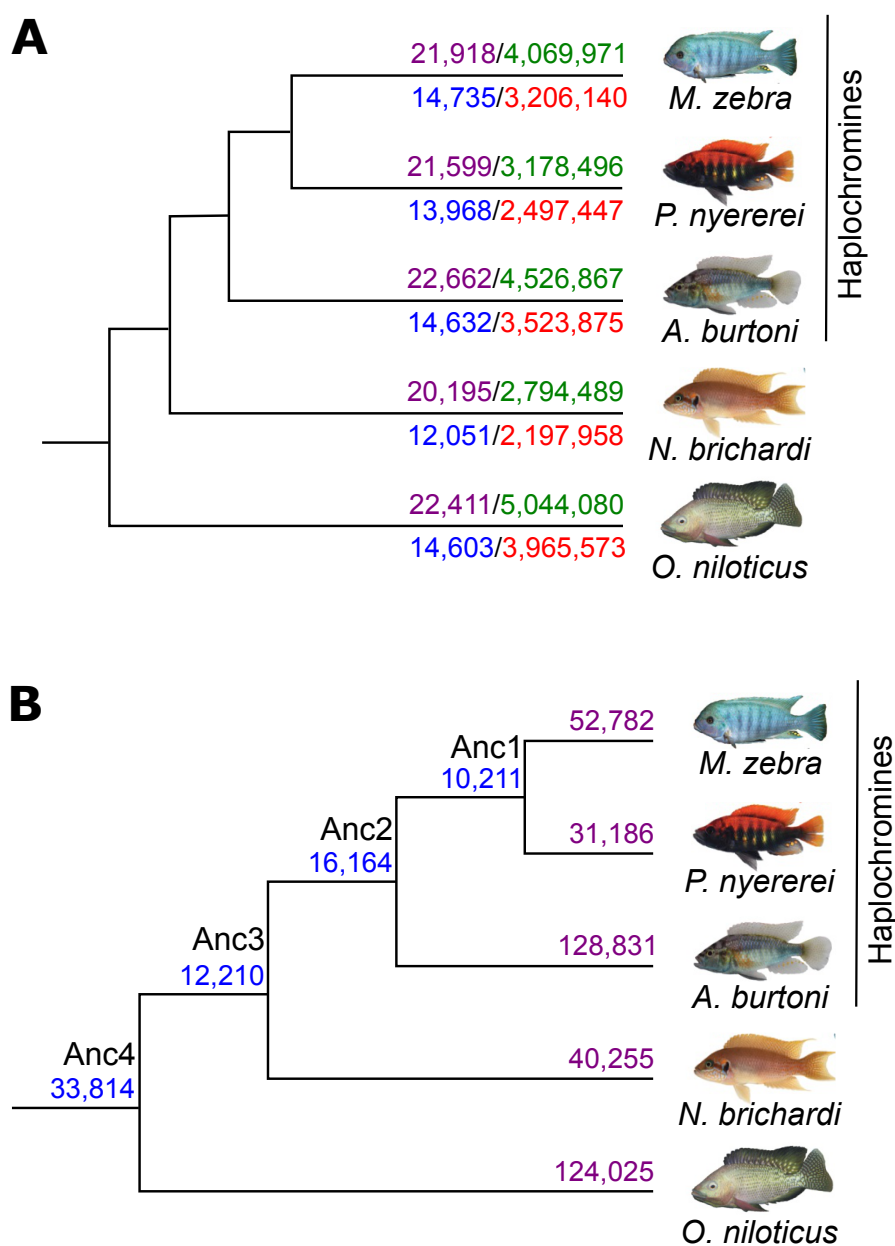 A
21,918/4,069,971
14,735/3,206,140
M. zebra
21,599/3,178,496
13,968/2,497,447
P. nyererei
22,662/4,526,867
14,632/3,523,875
A. burtoni
Haplochromines
20,195/2,794,489
12,051/2,197,958
N. brichardi
22,411/5,044,080
14,603/3,965,573
O. niloticus
B
52,782
M. zebra
Anc1
10,211
31,186
P. nyererei
Anc2
16,164
128,831
A. burtoni
Haplochromines
Anc3
12,210
40,255
N. brichardi
Anc4
33,814
124,025
O. niloticus